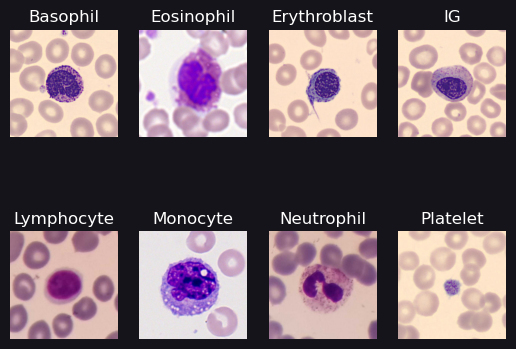 Basophil
Eosinophil
Erythroblast
IG
Lymphocyte
Monocyte
Neutrophil
Platelet